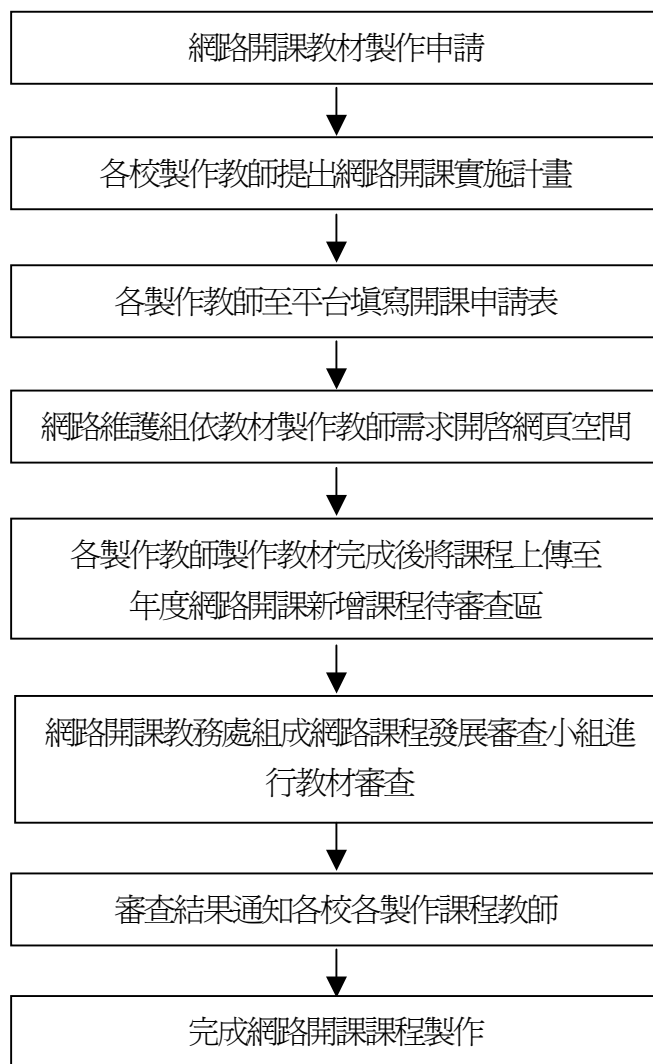 網路開課教材製作申請
各校製作教師提出網路開課實施計畫
各製作教師至平台填寫開課申請表
網路維護組依教材製作教師需求開啟網頁空間
各製作教師製作教材完成後將課程上傳至
年度網路開課新增課程待審查區
網路開課教務處組成網路課程發展審查小組進
行教材審查
審查結果通知各校各製作課程教師
完成網路開課課程製作